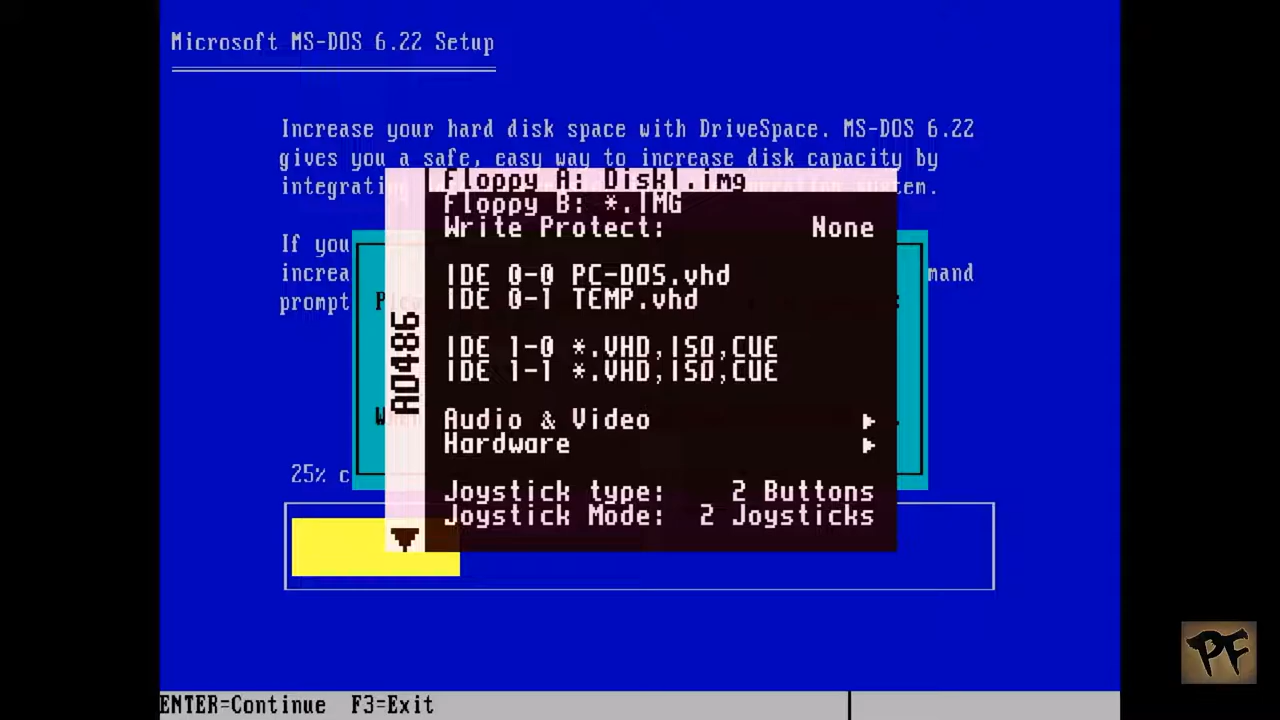 Microsoft MS-DOS 6.22 Setup
Increase your hard disk space with DriveSpace. MS-DOS 6.22
gives you a safe, easy way to increase disk capacity by
integrating
If you
increa
mand
prompt
25% c
AO486
Floppy A: Disk1.img
Floppy B: *.IMG
Write Protect: None
IDE 0-0 PC-DOS.vhd
IDE 0-1 TEMP.vhd
IDE 1-0 *.VHD,ISO,CUE
IDE 1-1 *.VHD,ISO,CUE
Audio & Video
Hardware
Joystick type: 2 Buttons
Joystick Mode: 2 Joysticks
ENTER=Continue F3=Exit
PF